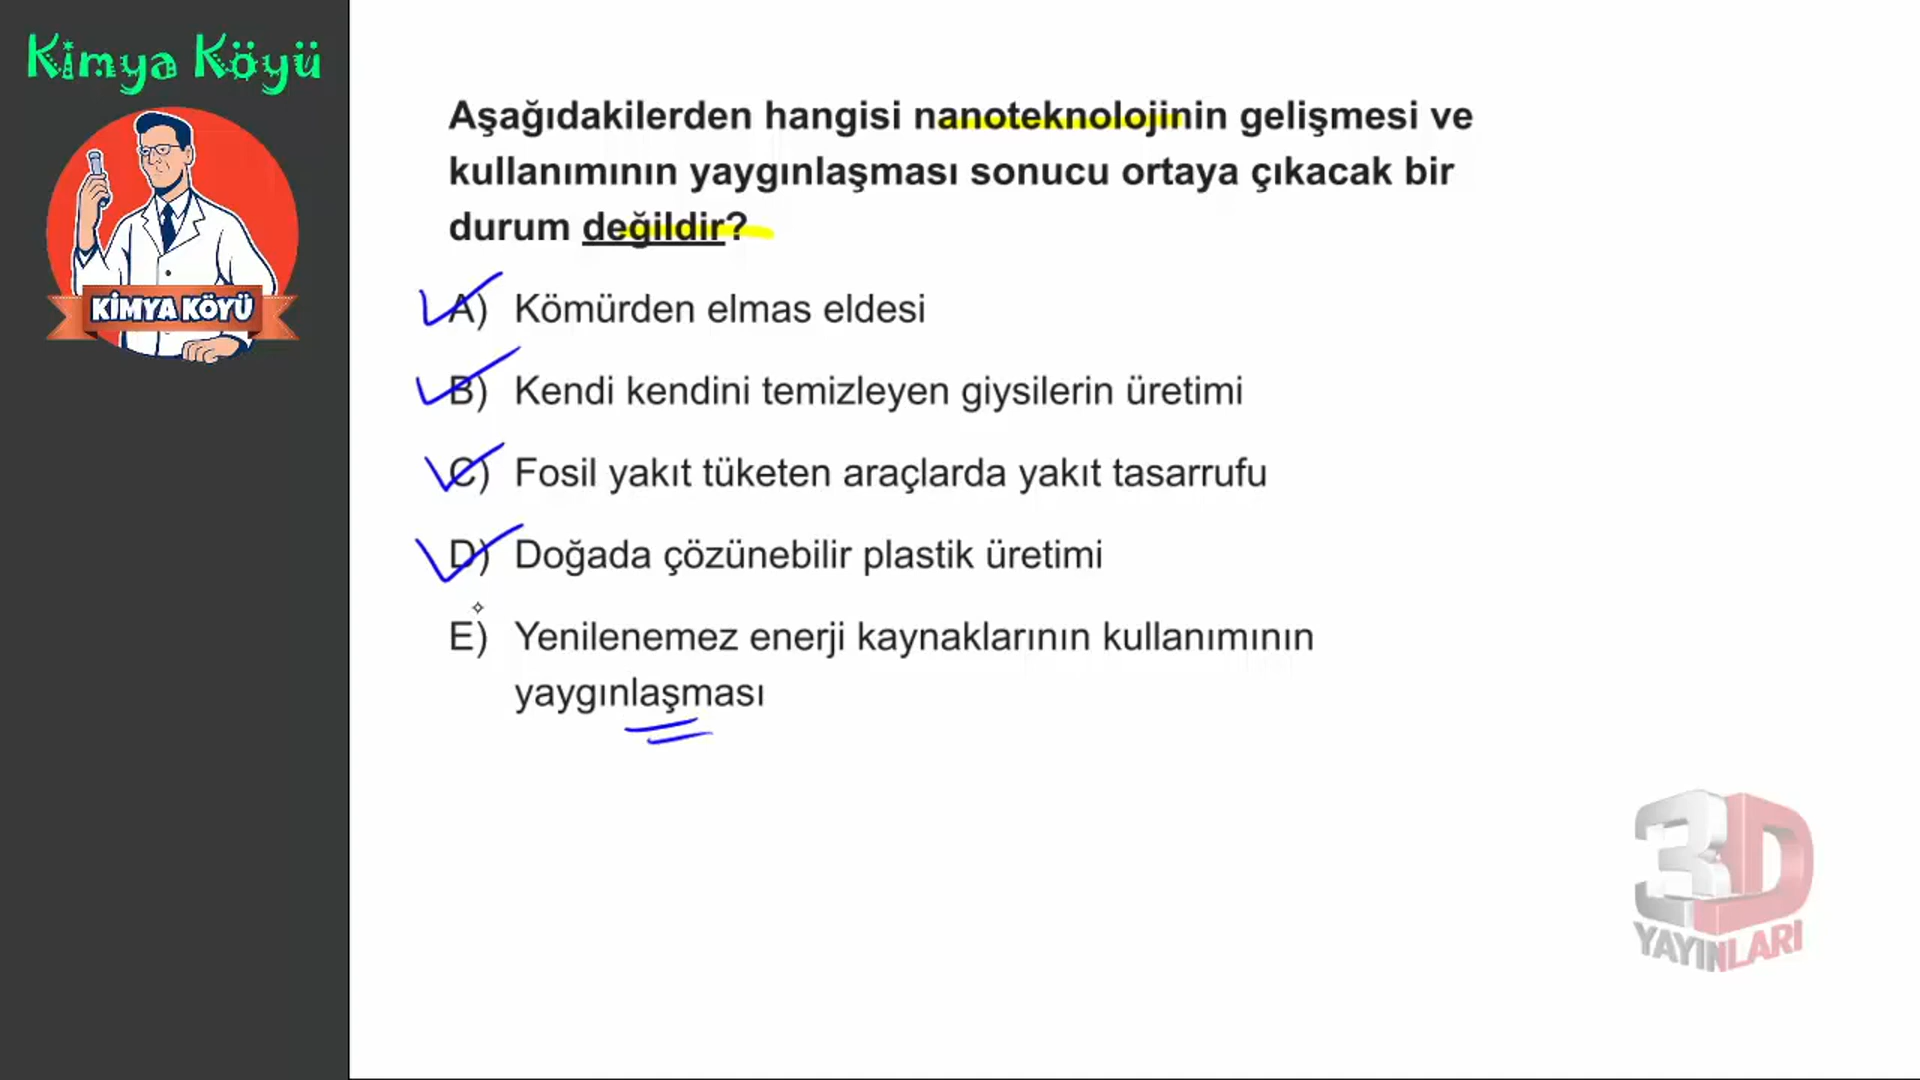 Kimya Köyü
KİMYA KÖYÜ
Aşağıdakilerden hangisi nanoteknolojinin gelişmesi ve
kullanımının yaygınlaşması sonucu ortaya çıkacak bir
durum değildir?
A) Kömürden elmas eldesi
B) Kendi kendini temizleyen giysilerin üretimi
C) Fosil yakıt tüketen araçlarda yakıt tasarrufu
D) Doğada çözünebilir plastik üretimi
E) Yenilenemez enerji kaynaklarının kullanımının
yaygınlaşması
3D
YAYINLARI